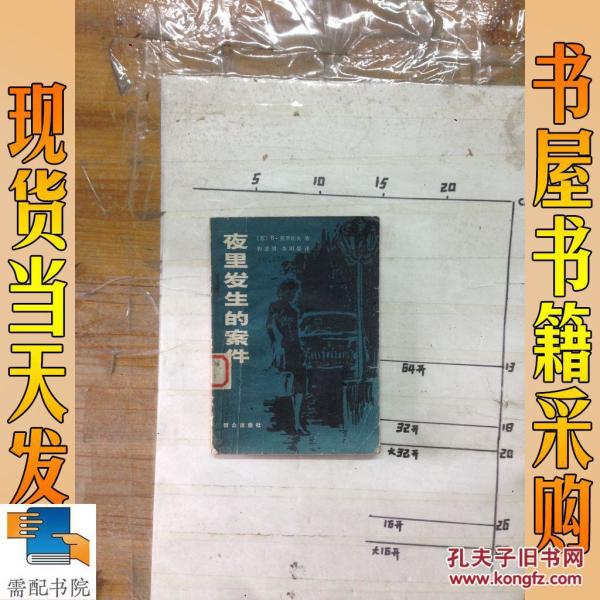 现货当天发
书屋书籍采购
5 10 15 20
夜里发生的案件
群众出版社
64开 13
32开 18
大32开 20
16开 26
大16开
需配书院
孔夫子旧书网
www.kongfz.com